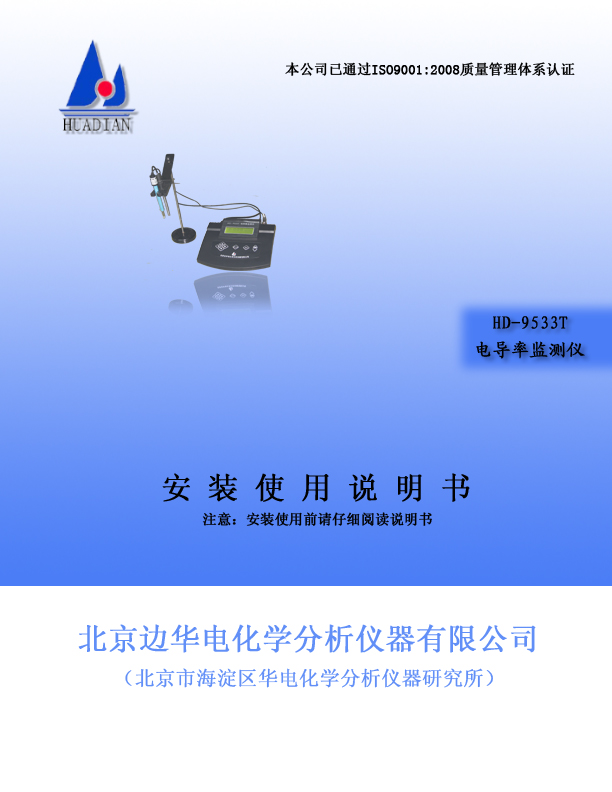 本公司已通过ISO9001:2008质量管理体系认证
HUADIAN
HD-9533T
电导率监测仪
安装使用说明书
注意：安装使用前请仔细阅读说明书
北京边华电化学分析仪器有限公司
（北京市海淀区华电化学分析仪器研究所）